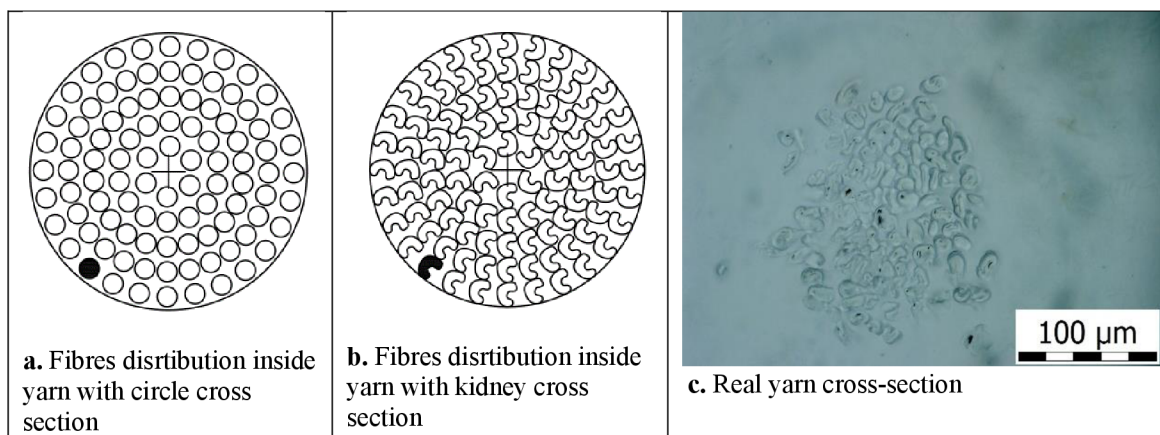 a. Fibres disrtibution inside
yarn with circle cross
section
b. Fibres disrtibution inside
yarn with kidney cross
section
100 µm
c. Real yarn cross-section